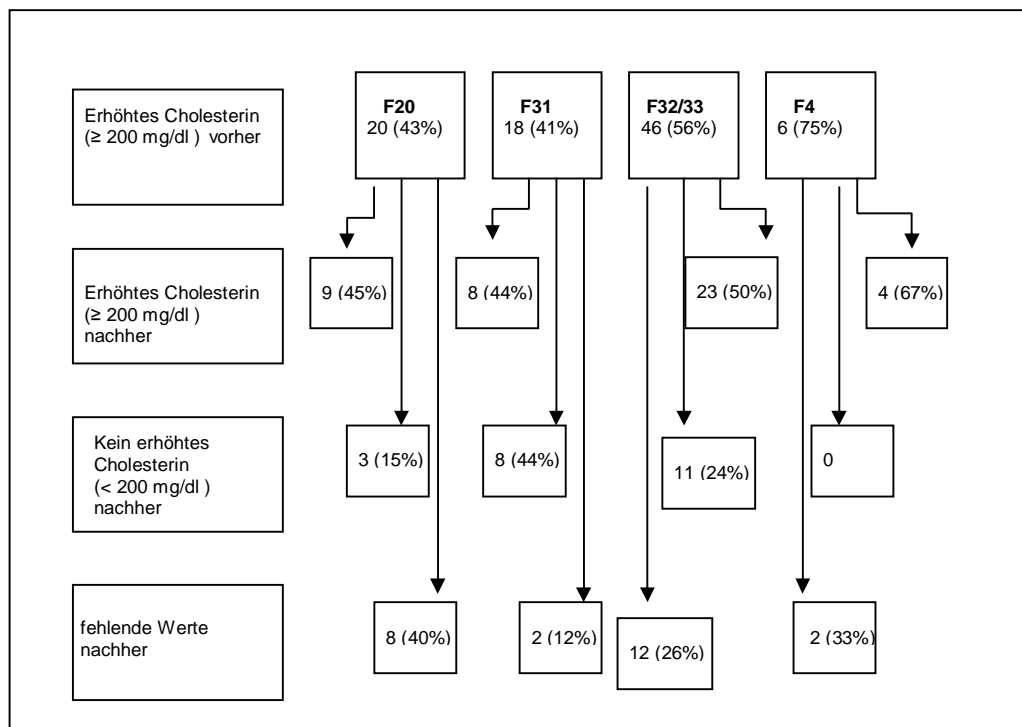 Erhöhtes Cholesterin
(≥ 200 mg/dl ) vorher
F20
20 (43%)
F31
18 (41%)
F32/33
46 (56%)
F4
6 (75%)
Erhöhtes Cholesterin
(≥ 200 mg/dl )
nachher
9 (45%)
8 (44%)
23 (50%)
4 (67%)
Kein erhöhtes
Cholesterin
(< 200 mg/dl )
nachher
3 (15%)
8 (44%)
11 (24%)
0
fehlende Werte
nachher
8 (40%)
2 (12%)
12 (26%)
2 (33%)